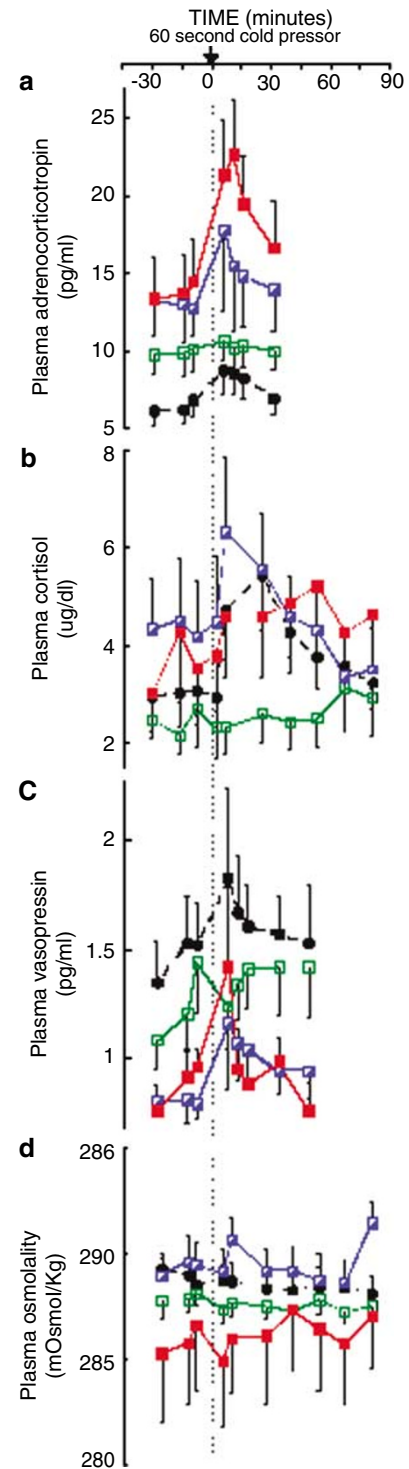 TIME (minutes)
60 second cold pressor
-30 0 30 60 90
a
25
20
15
10
5
Plasma adrenocorticotropin
(pg/ml)
b
8
6
4
2
Plasma cortisol
(ug/dl)
C
2
1.5
1
Plasma vasopressin
(pg/ml)
d
286
290
285
280
Plasma osmolality
(mOsmol/Kg)